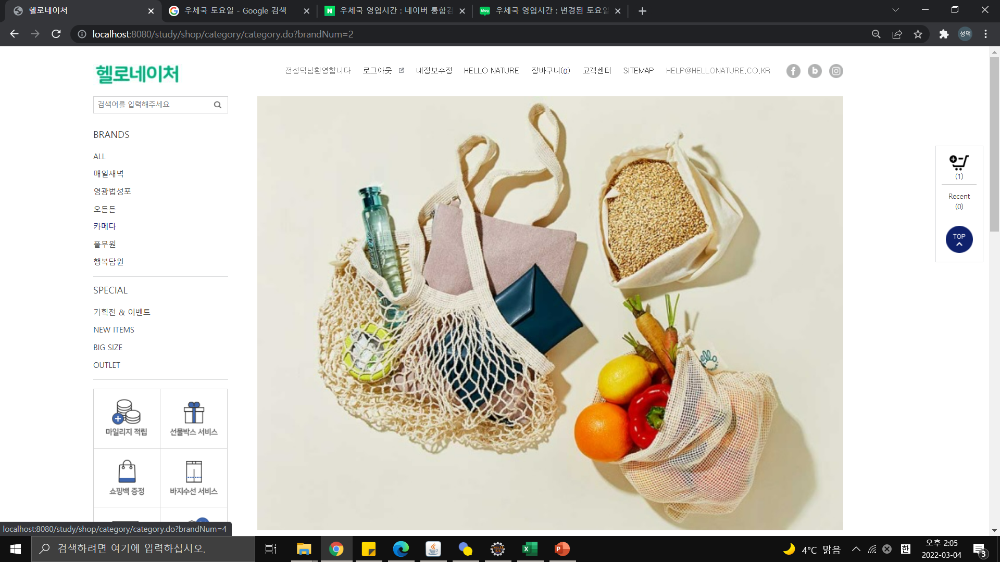 헬로네이처
우체국 토요일 - Google 검색
우체국 영업시간 : 네이버 통합검
우체국 영업시간 : 변경된 토요일
localhost:8080/study/shop/category/category.do?brandNum=2
성덕
헬로네이처
전성덕님환영합니다
로그아웃
내정보수정
HELLO NATURE
장바구니(0)
고객센터
SITEMAP
HELP@HELLONATURE.CO.KR
검색어를 입력해주세요
BRANDS
ALL
매일새벽
영광법성포
오든든
카메다
풀무원
행복담원
SPECIAL
기획전 & 이벤트
NEW ITEMS
BIG SIZE
OUTLET
마일리지 적립
선물박스 서비스
쇼핑백 증정
바지수선 서비스
(1)
Recent
(0)
TOP
localhost:8080/study/shop/category/category.do?brandNum=4
검색하려면 여기에 입력하십시오.
4°C 맑음
한
오후 2:05
2022-03-04
3